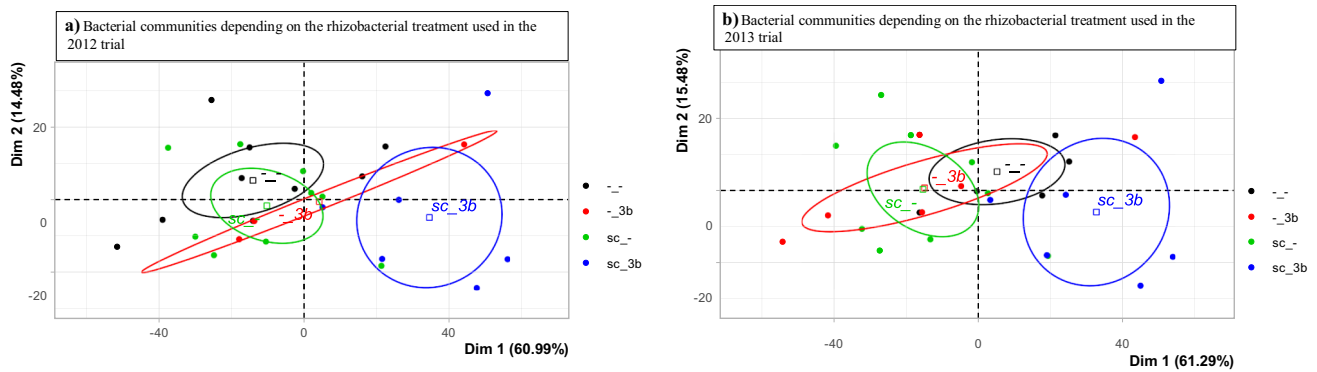 a) Bacterial communities depending on the rhizobacterial treatment used in the
2012 trial
Dim 2 (14.48%)
20
0
-20
-40
0
40
Dim 1 (60.99%)
-_-
sc_-
-_3b
sc_3b
-_-
-_3b
sc_-
sc_3b
b) Bacterial communities depending on the rhizobacterial treatment used in the
2013 trial
Dim 2 (15.48%)
20
0
-20
-40
0
40
Dim 1 (61.29%)
-_-
-_3b
sc_-
sc_3b
-_-
-_3b
sc_-
sc_3b